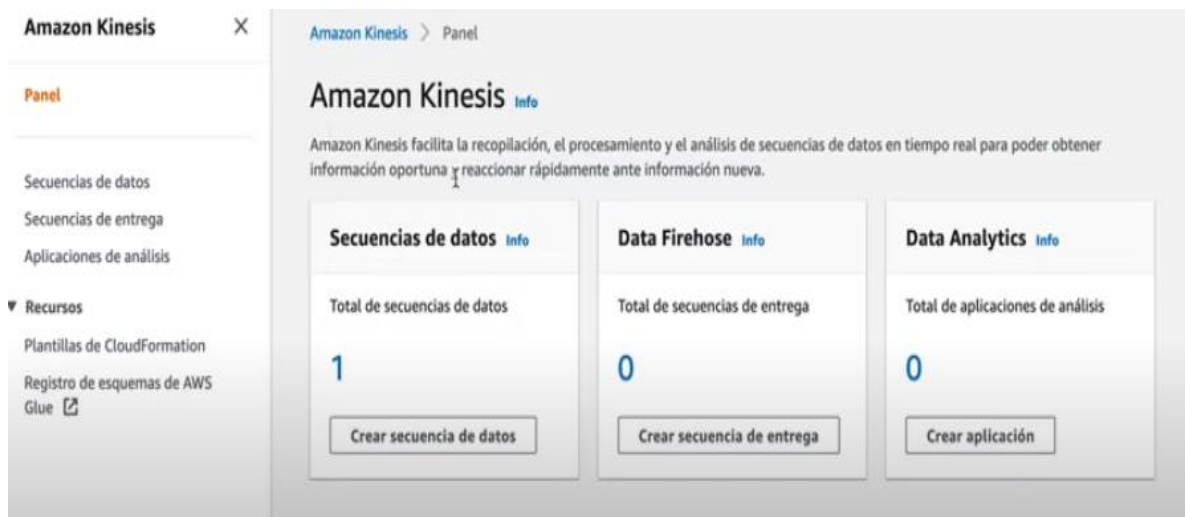 Amazon Kinesis X
Panel
Secuencias de datos
Secuencias de entrega
Aplicaciones de análisis
Recursos
Plantillas de CloudFormation
Registro de esquemas de AWS
Glue
Amazon Kinesis > Panel
Amazon Kinesis Info
Amazon Kinesis facilita la recopilación, el procesamiento y el análisis de secuencias de datos en tiempo real para poder obtener
información oportuna y reaccionar rápidamente ante información nueva.
Secuencias de datos Info
Total de secuencias de datos
1
Crear secuencia de datos
Data Firehose Info
Total de secuencias de entrega
0
Crear secuencia de entrega
Data Analytics Info
Total de aplicaciones de análisis
0
Crear aplicación